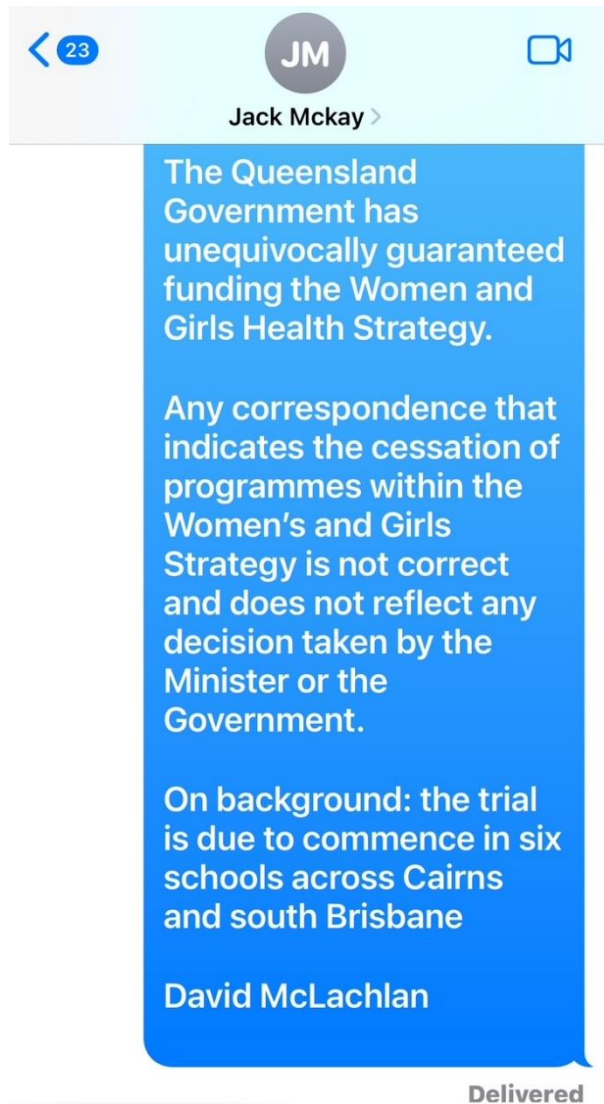 23
JM
Jack Mckay
The Queensland
Government has
unequivocally guaranteed
funding the Women and
Girls Health Strategy.
Any correspondence that
indicates the cessation of
programmes within the
Women’s and Girls
Strategy is not correct
and does not reflect any
decision taken by the
Minister or the
Government.
On background: the trial
is due to commence in six
schools across Cairns
and south Brisbane
David McLachlan
Delivered